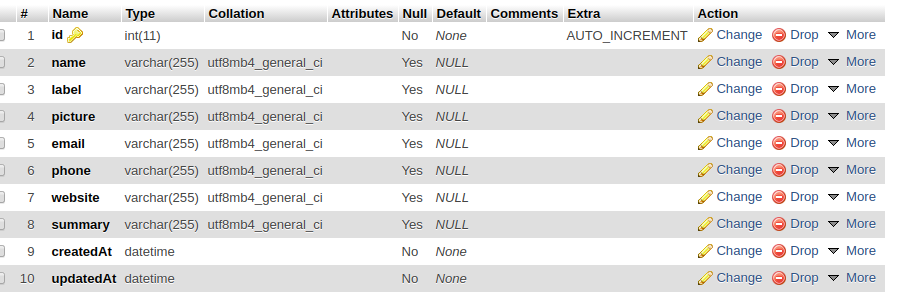 # Name Type Collation Attributes Null Default Comments Extra Action
1 id int(11) No None AUTO_INCREMENT Change Drop More
2 name varchar(255) utf8mb4_general_ci Yes NULL Change Drop More
3 label varchar(255) utf8mb4_general_ci Yes NULL Change Drop More
4 picture varchar(255) utf8mb4_general_ci Yes NULL Change Drop More
5 email varchar(255) utf8mb4_general_ci Yes NULL Change Drop More
6 phone varchar(255) utf8mb4_general_ci Yes NULL Change Drop More
7 website varchar(255) utf8mb4_general_ci Yes NULL Change Drop More
8 summary varchar(255) utf8mb4_general_ci Yes NULL Change Drop More
9 createdAt datetime No None Change Drop More
10 updatedAt datetime No None Change Drop More